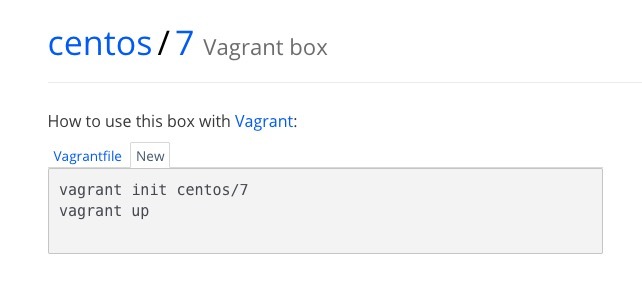 centos / 7 Vagrant box
How to use this box with Vagrant:
Vagrantfile New
vagrant init centos/7
vagrant up